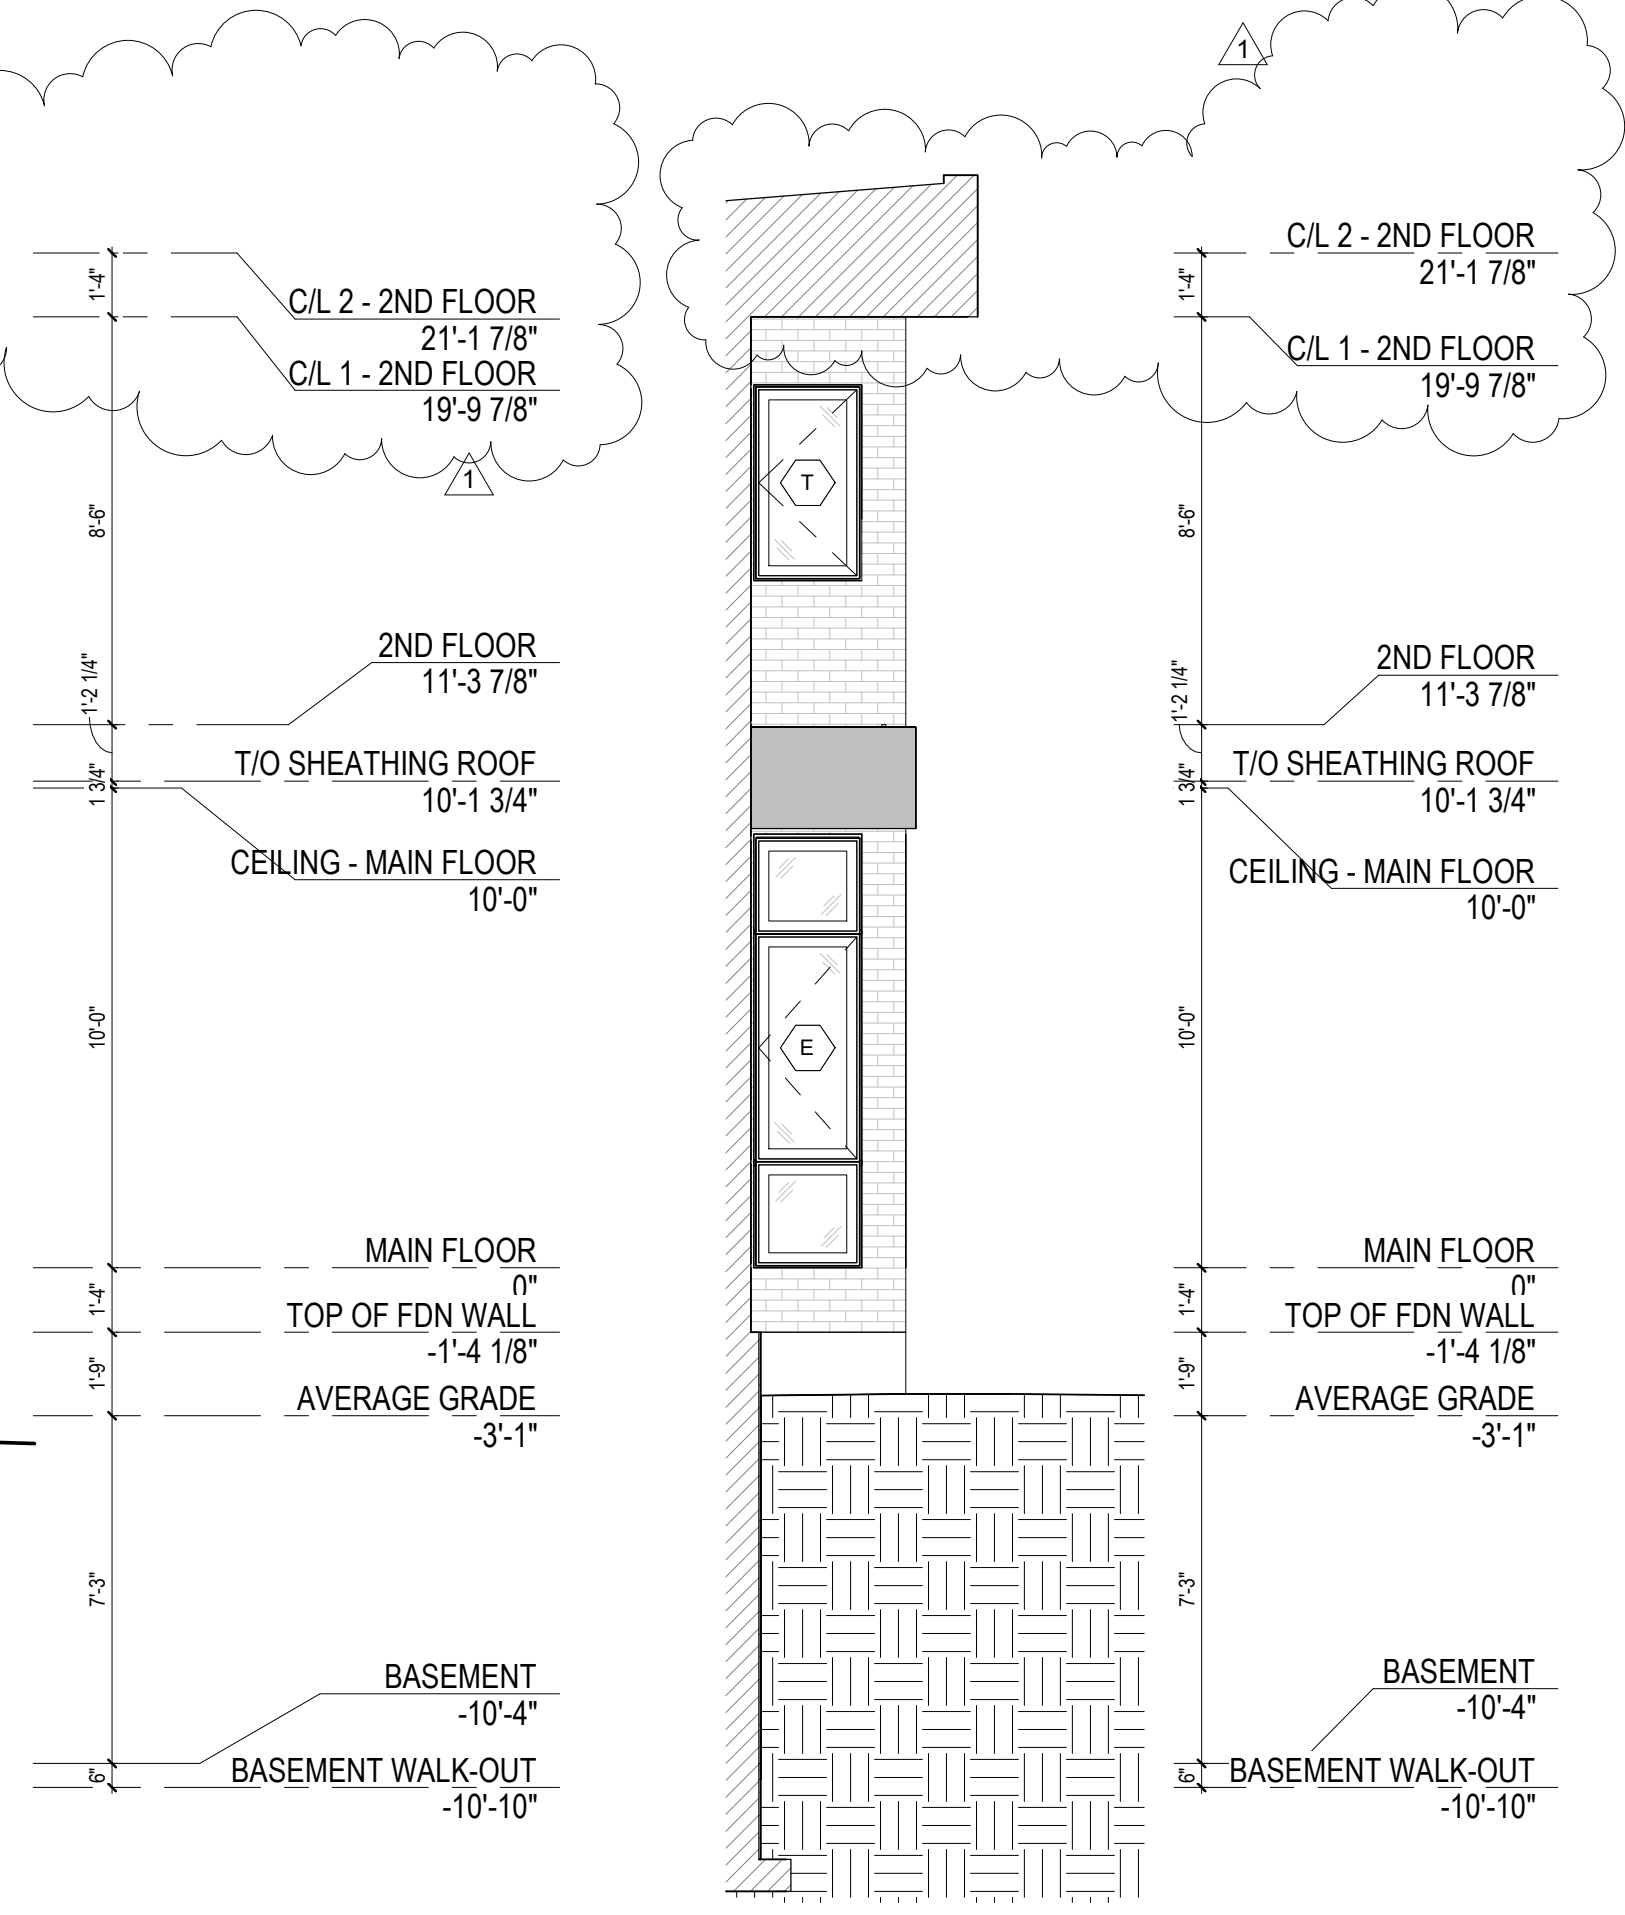 1
C/L 2 - 2ND FLOOR
21'-1 7/8"
1'-4"
C/L 1 - 2ND FLOOR
19'-9 7/8"
1
8'-6"
2ND FLOOR
11'-3 7/8"
1'-2 1/4"
T/O SHEATHING ROOF
10'-1 3/4"
1 3/4"
CEILING - MAIN FLOOR
10'-0"
10'-0"
MAIN FLOOR
0"
1'-4"
TOP OF FDN WALL
-1'-4 1/8"
1'-9"
AVERAGE GRADE
-3'-1"
7'-3"
BASEMENT
-10'-4"
6"
BASEMENT WALK-OUT
-10'-10"
T
E
C/L 2 - 2ND FLOOR
21'-1 7/8"
1'-4"
C/L 1 - 2ND FLOOR
19'-9 7/8"
8'-6"
2ND FLOOR
11'-3 7/8"
1'-2 1/4"
T/O SHEATHING ROOF
10'-1 3/4"
1 3/4"
CEILING - MAIN FLOOR
10'-0"
10'-0"
MAIN FLOOR
0"
1'-4"
TOP OF FDN WALL
-1'-4 1/8"
1'-9"
AVERAGE GRADE
-3'-1"
7'-3"
BASEMENT
-10'-4"
6"
BASEMENT WALK-OUT
-10'-10"